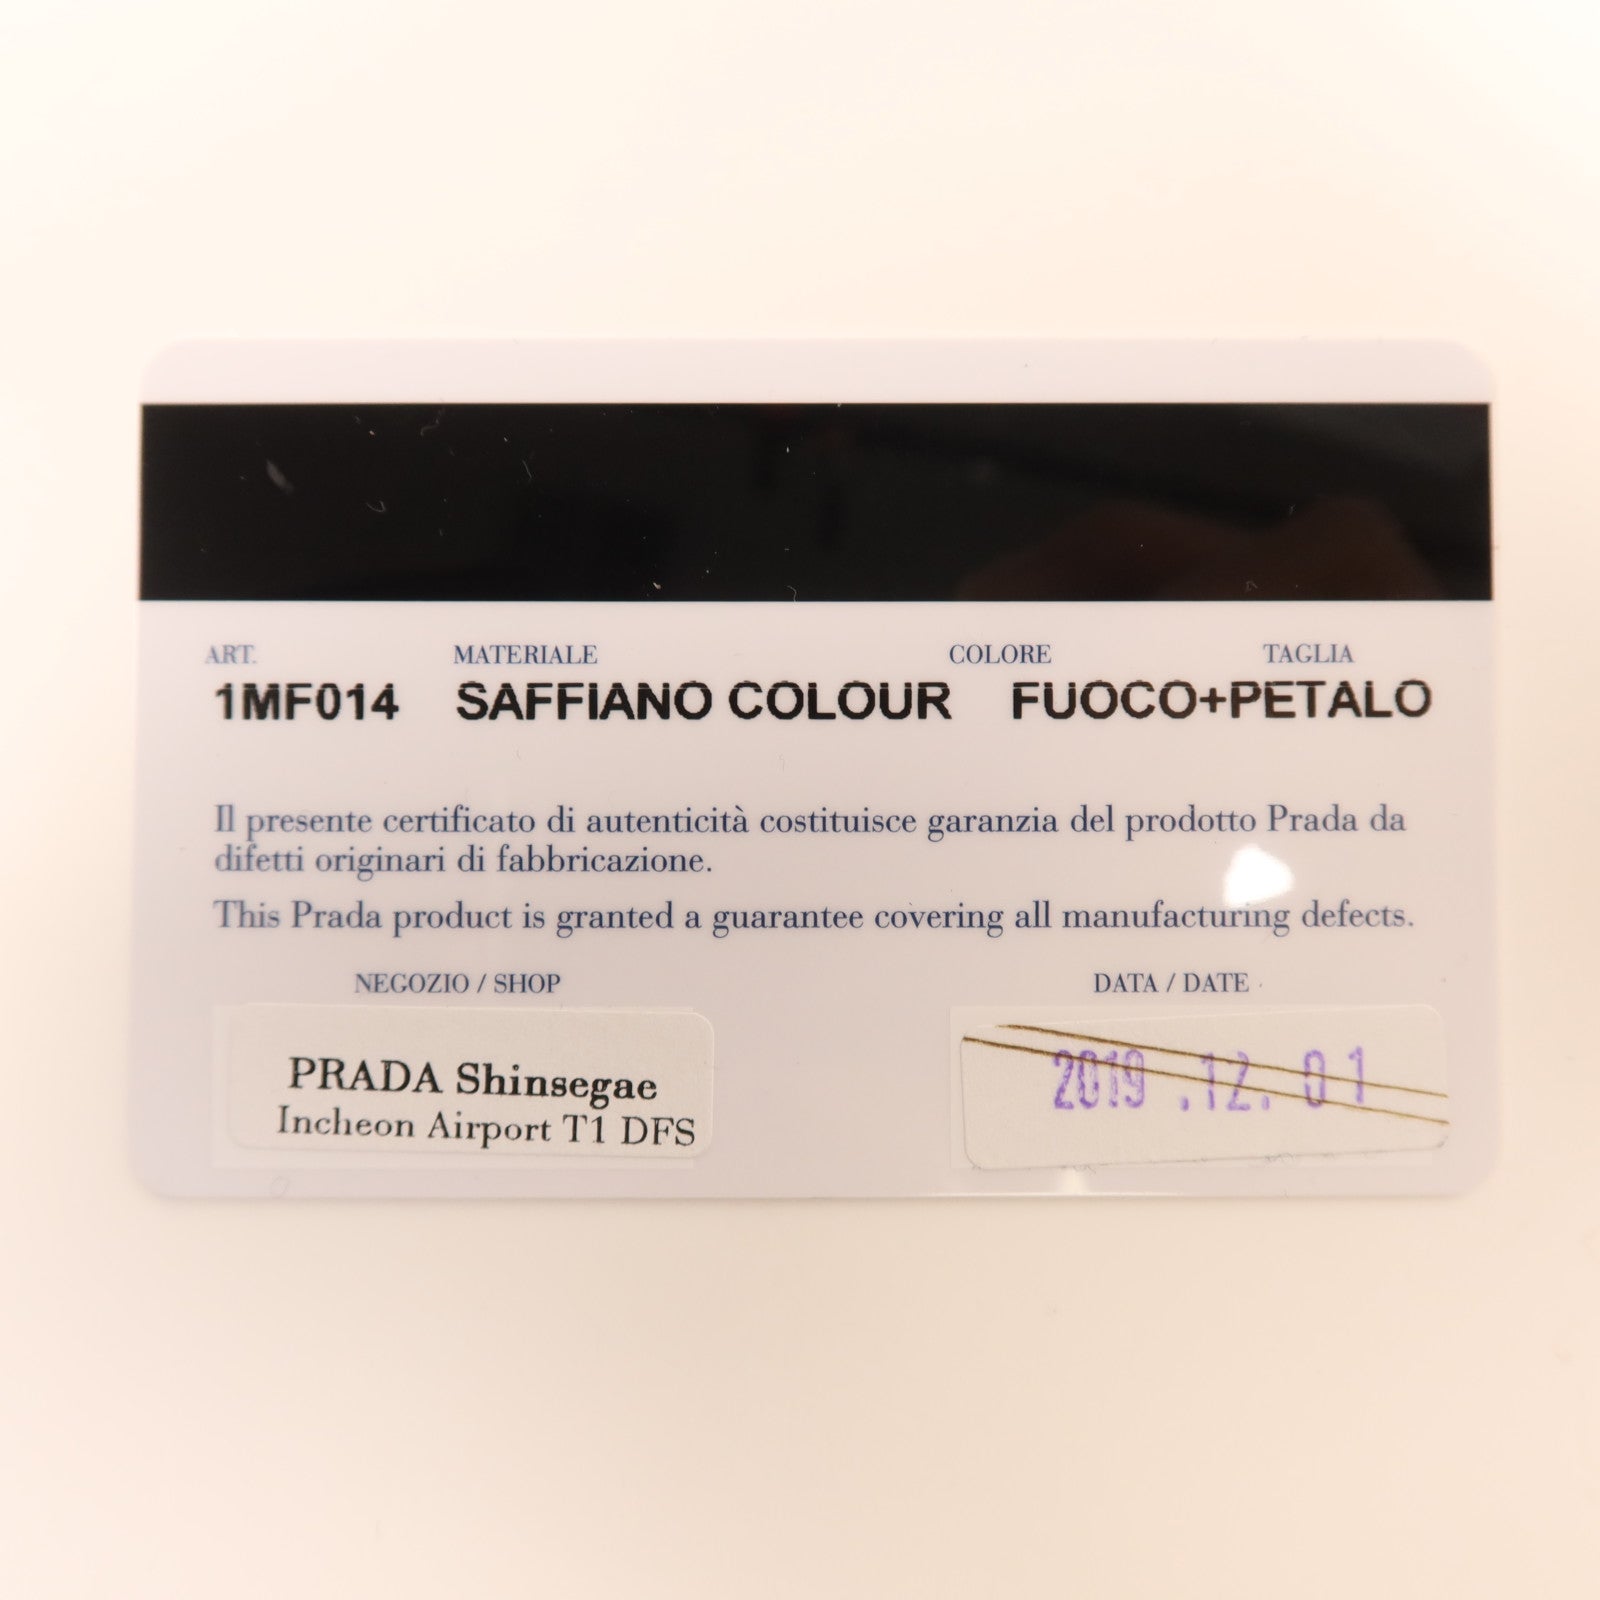 ART. MATERIALE COLORE TAGLIA
1MF014 SAFFIANO COLOUR FUOCO+PETALO
Il presente certificato di autenticità costituisce garanzia del prodotto Prada da
difetti originari di fabbricazione.
This Prada product is granted a guarantee covering all manufacturing defects.
NEGOZIO / SHOP DATA / DATE
PRADA Shinsegae
Incheon Airport T1 DFS
2019 .12. 01